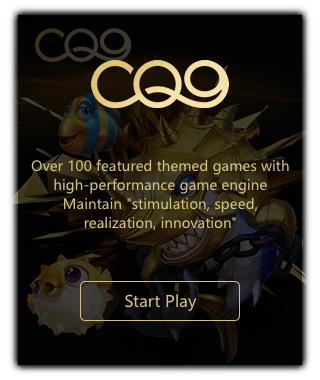 CQ9
CQ9
Over 100 featured themed games with
high-performance game engine
Maintain "stimulation, speed,
realization, innovation"
Start Play